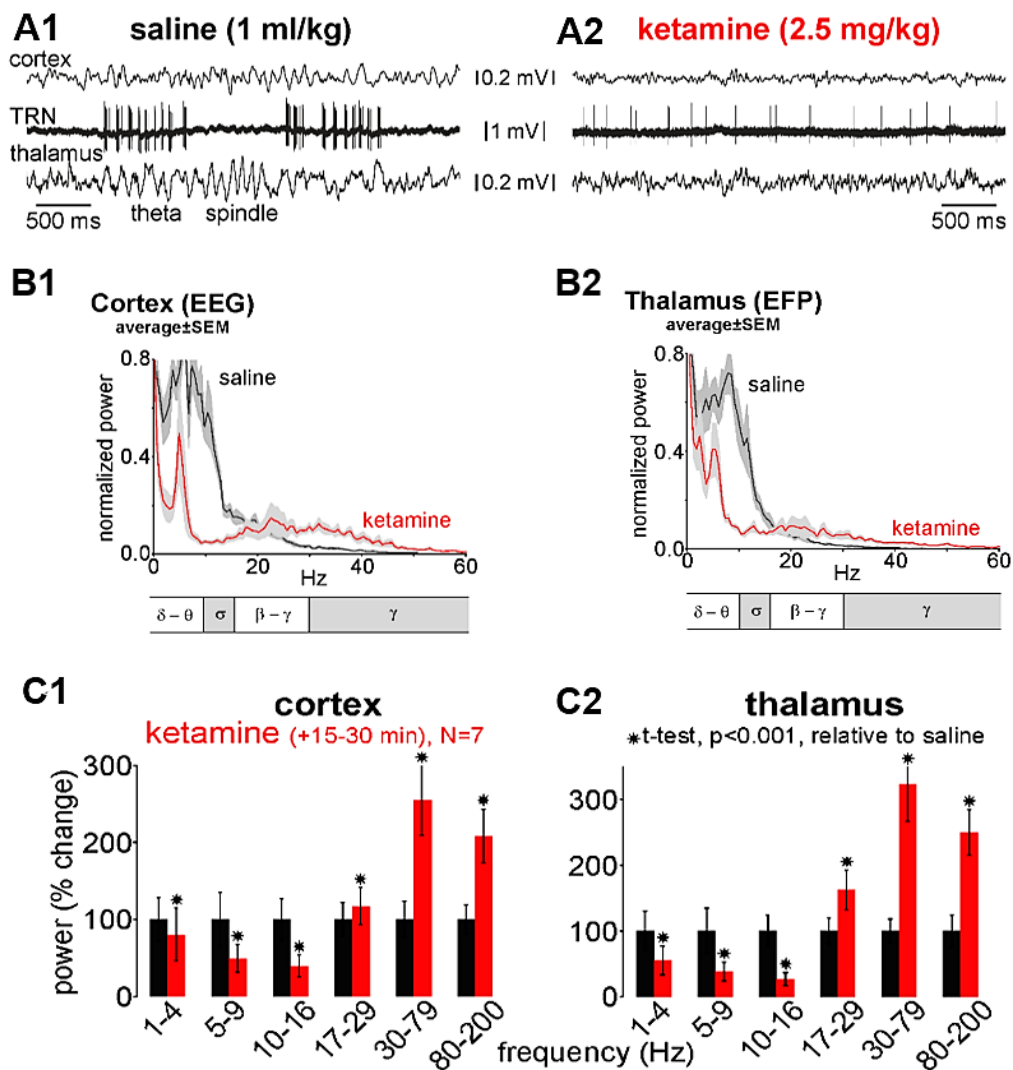 A1 saline (1 ml/kg)
A2 ketamine (2.5 mg/kg)
cortex
|0.2 mV|
TRN
|1 mV|
thalamus
|0.2 mV|
500 ms
theta
spindle
500 ms
B1
Cortex (EEG)
average±SEM
normalized power
0.8
0.4
0.0
saline
ketamine
0 20 40 60
Hz
δ – θ σ β – γ γ
B2
Thalamus (EFP)
average±SEM
normalized power
0.8
0.4
0.0
saline
ketamine
0 20 40 60
Hz
δ – θ σ β – γ γ
C1
cortex
ketamine (+15-30 min), N=7
power (% change)
300
200
100
0
1-4 5-9 10-16 17-29 30-79 80-200
C2
thalamus
✷t-test, p<0.001, relative to saline
300
200
100
0
1-4 5-9 10-16 17-29 30-79 80-200
frequency (Hz)